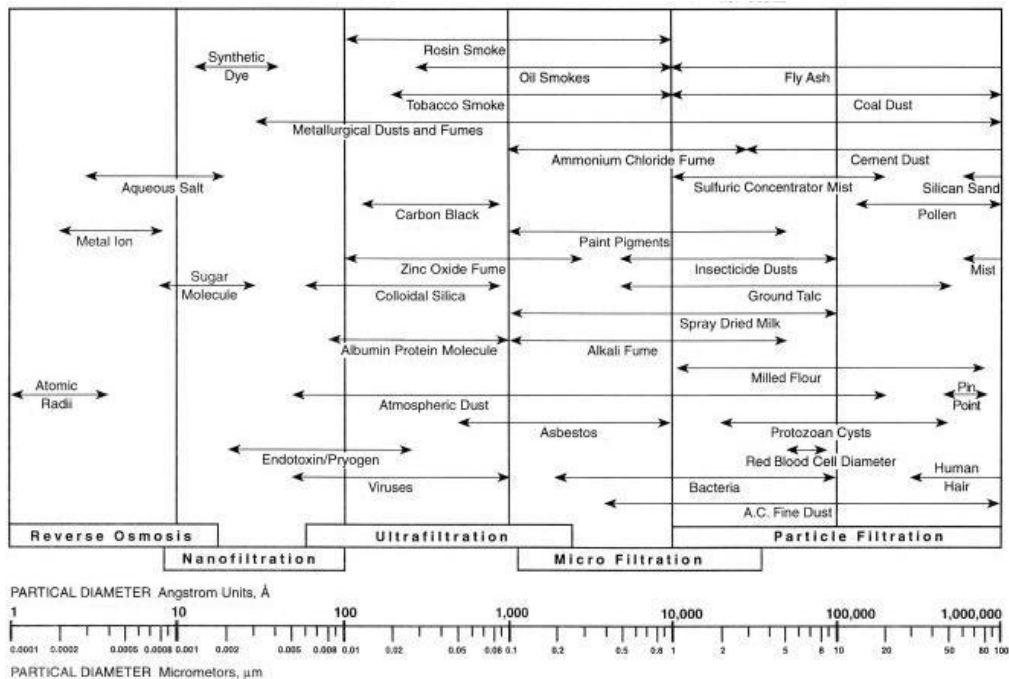 Rosin Smoke
Synthetic
Dye
Oil Smokes
Fly Ash
Tobacco Smoke
Coal Dust
Metallurgical Dusts and Fumes
Ammonium Chloride Fume
Cement Dust
Aqueous Salt
Sulfuric Concentrator Mist
Silican Sand
Carbon Black
Pollen
Metal Ion
Paint Pigments
Zinc Oxide Fume
Insecticide Dusts
Mist
Sugar
Molecule
Colloidal Silica
Ground Talc
Spray Dried Milk
Albumin Protein Molecule
Alkali Fume
Milled Flour
Atomic
Radii
Atmospheric Dust
Pin
Point
Asbestos
Protozoan Cysts
Endotoxin/Pryogen
Red Blood Cell Diameter
Viruses
Bacteria
Human
Hair
A.C. Fine Dust
Reverse Osmosis
Ultrafiltration
Particle Filtration
Nanofiltration
Micro Filtration
PARTICAL DIAMETER Angstrom Units, Å
1 10 100 1,000 10,000 100,000 1,000,000
0.0001 0.0002 0.0005 0.0008 0.001 0.002 0.005 0.008 0.01 0.02 0.05 0.08 0.1 0.2 0.5 0.8 1 2 5 8 10 20 50 80 100
PARTICAL DIAMETER Micrometors, µm